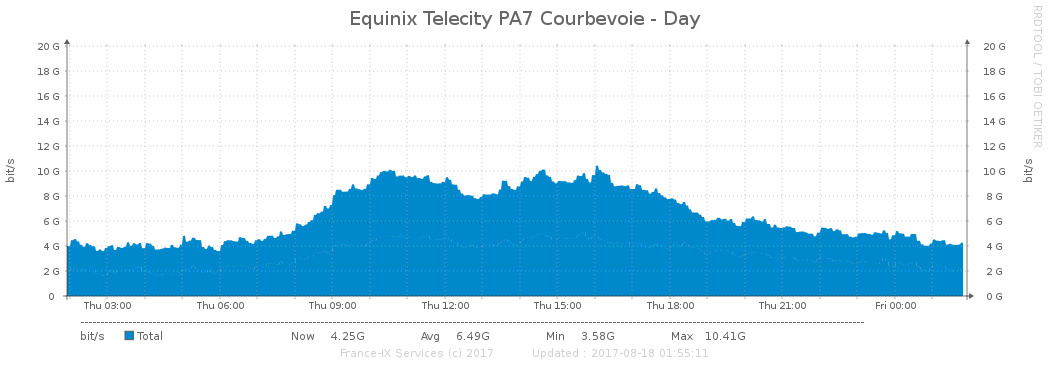 Equinix Telecity PA7 Courbevoie - Day
RRDTOOL / TOBI OETIKER
bit/s
bit/s
20 G 20 G
18 G 18 G
16 G 16 G
14 G 14 G
12 G 12 G
10 G 10 G
8 G 8 G
6 G 6 G
4 G 4 G
2 G 2 G
0 0 G
Thu 03:00 Thu 06:00 Thu 09:00 Thu 12:00 Thu 15:00 Thu 18:00 Thu 21:00 Fri 00:00
bit/s Total Now 4.25G Avg 6.49G Min 3.58G Max 10.41G
France-IX Services (c) 2017 Updated : 2017-08-18 01:55:11